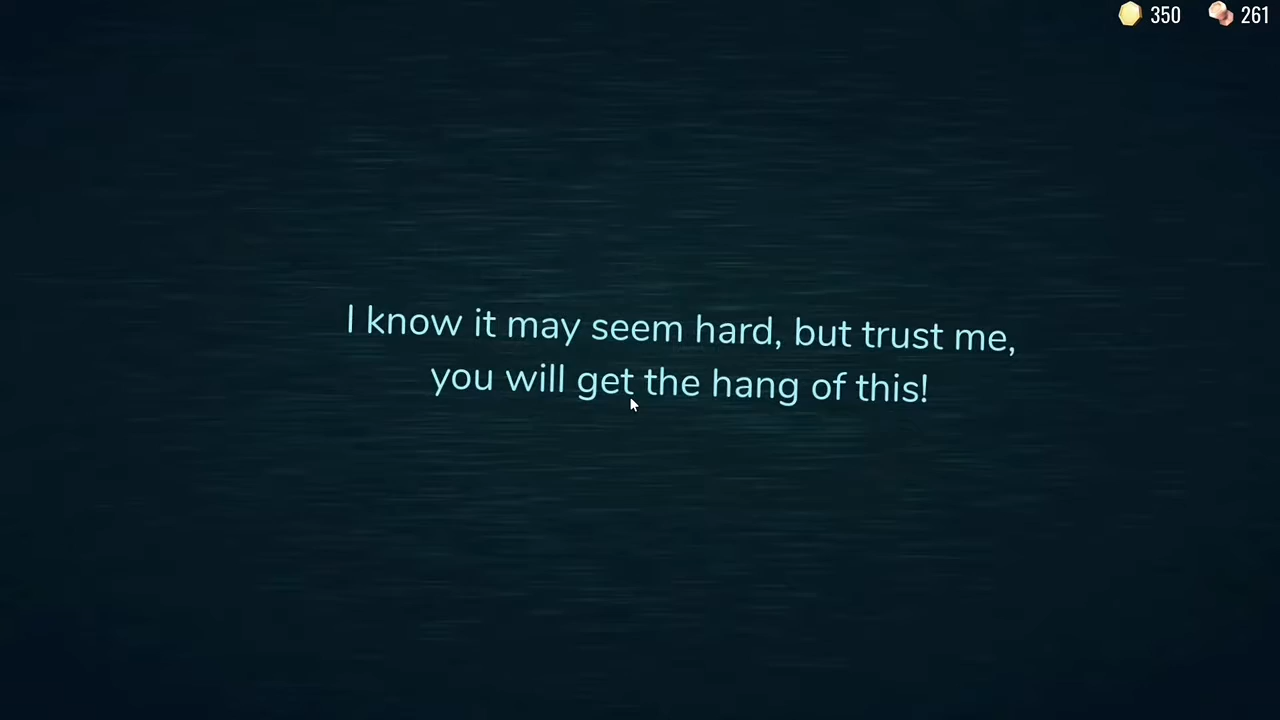 350 261
I know it may seem hard, but trust me,
you will get the hang of this!